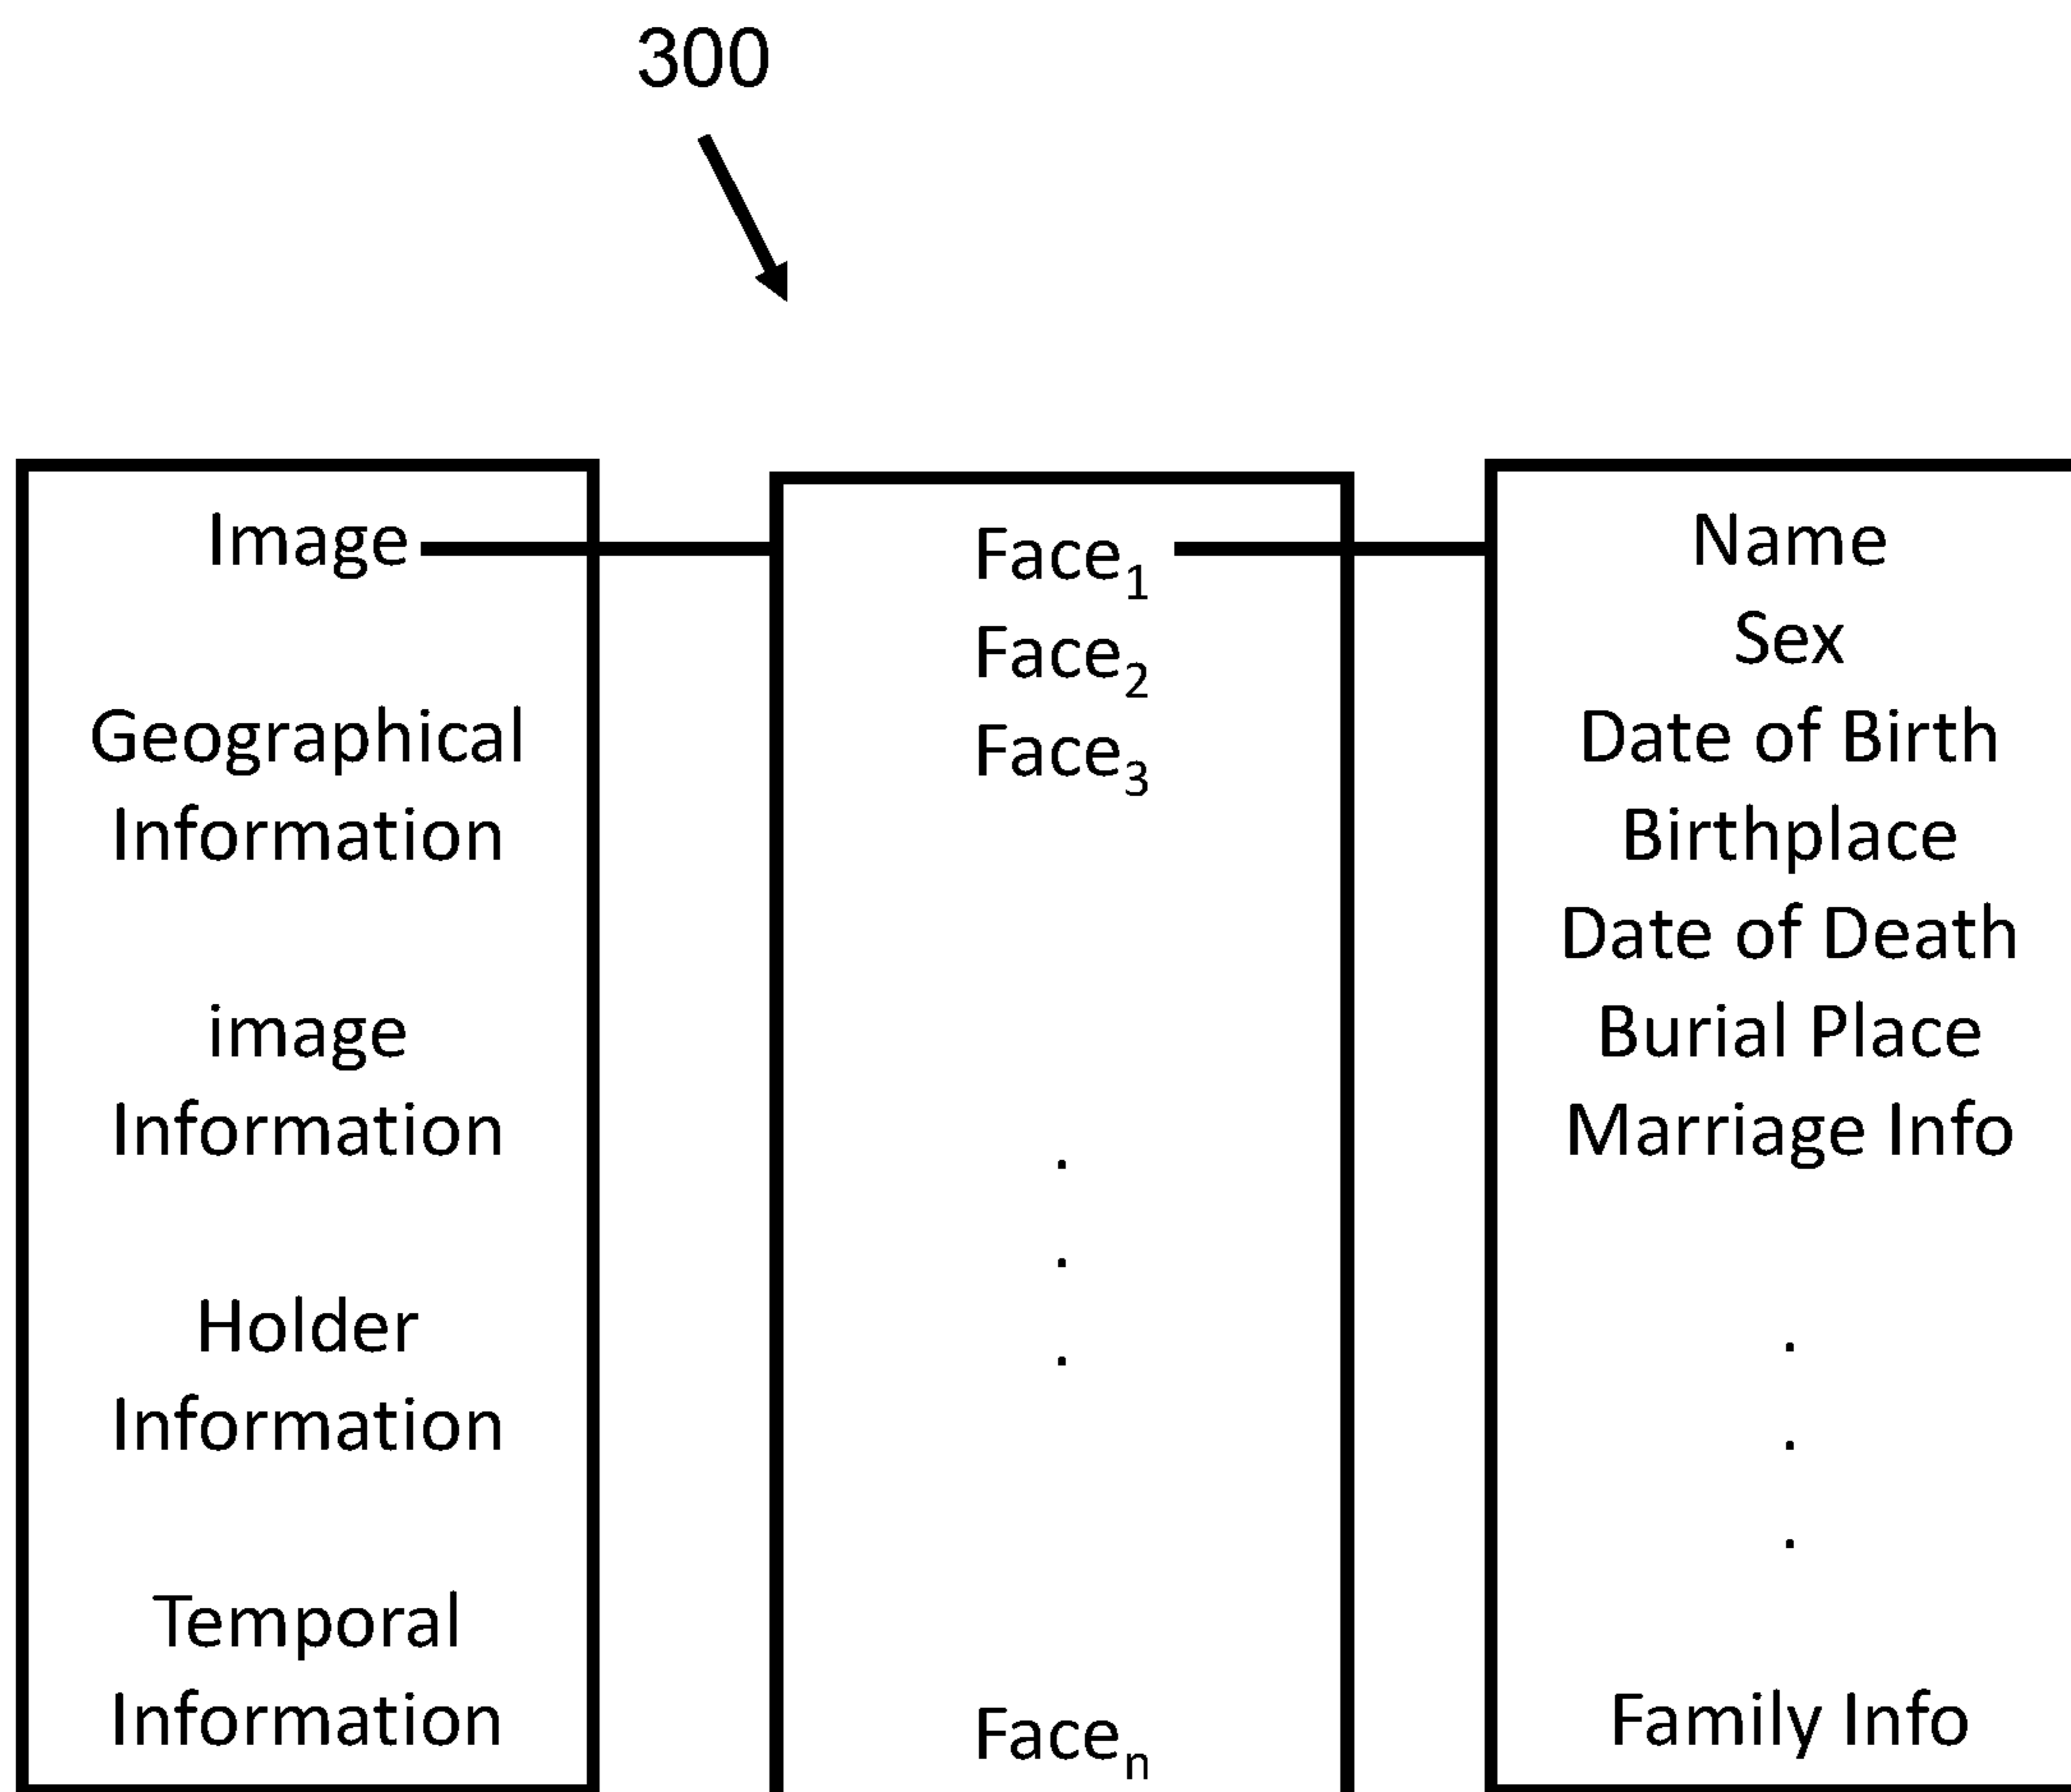 300
Image
Geographical
Information
image
Information
Holder
Information
Temporal
Information
Face1
Face2
Face3
.
.
.
Facen
Name
Sex
Date of Birth
Birthplace
Date of Death
Burial Place
Marriage Info
.
.
.
Family Info